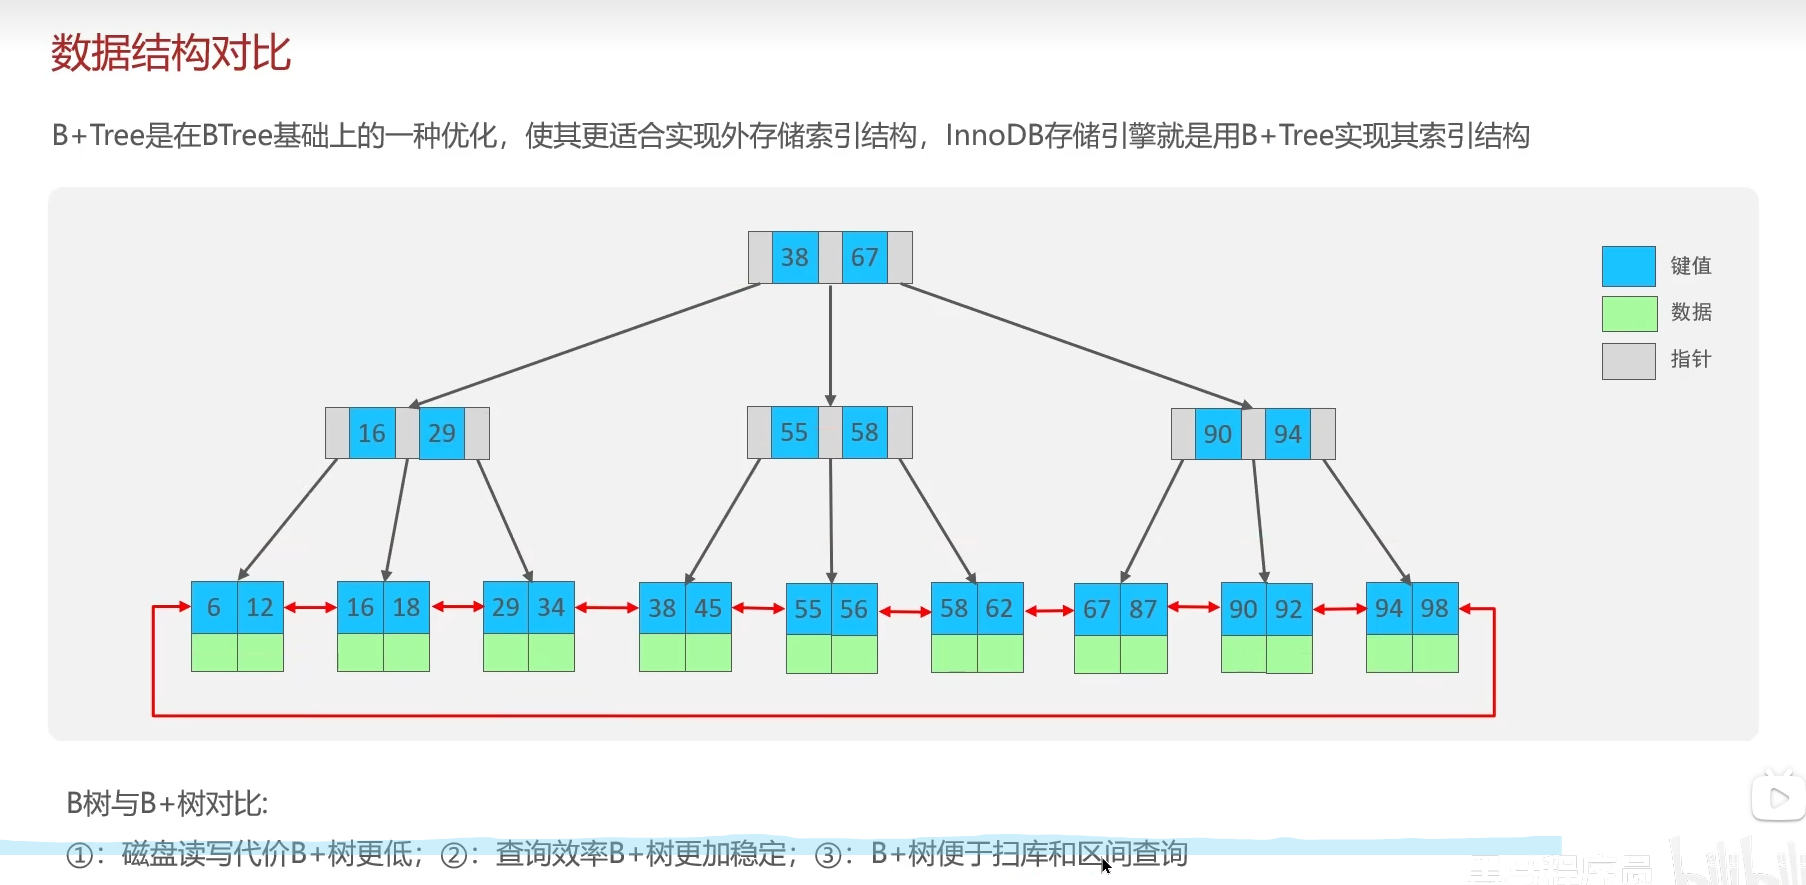 数据结构对比
B+Tree是在BTree基础上的一种优化，使其更适合实现外存储索引结构，InnoDB存储引擎就是用B+Tree实现其索引结构
38 67
键值
数据
指针
16 29 55 58 90 94
6 12 16 18 29 34 38 45 55 56 58 62 67 87 90 92 94 98
B树与B+树对比:
①：磁盘读写代价B+树更低；②：查询效率B+树更加稳定；③：B+树便于扫库和区间查询
bilibili